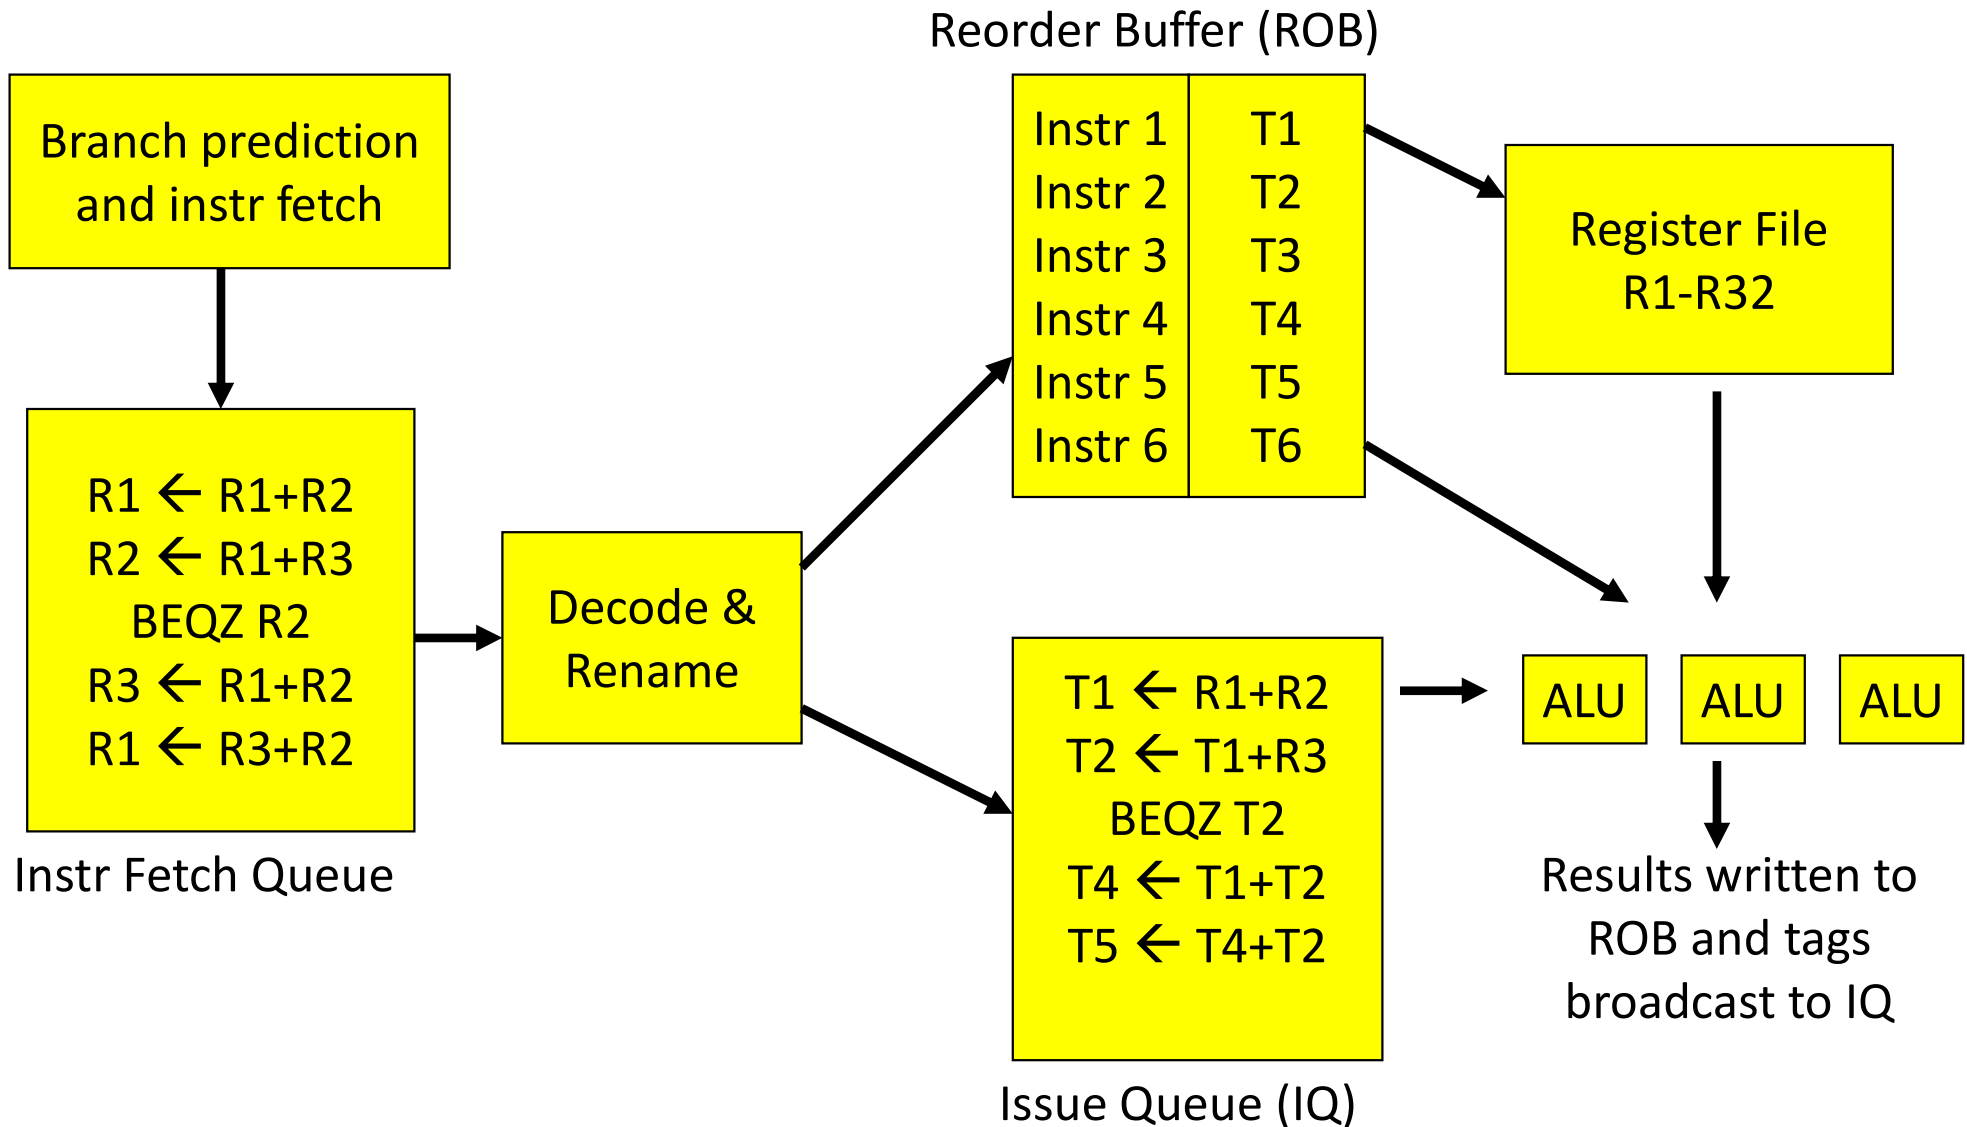 Reorder Buffer (ROB)
Branch prediction
and instr fetch
Instr 1 T1
Instr 2 T2
Instr 3 T3
Instr 4 T4
Instr 5 T5
Instr 6 T6
Register File
R1-R32
R1 ← R1+R2
R2 ← R1+R3
BEQZ R2
R3 ← R1+R2
R1 ← R3+R2
Instr Fetch Queue
Decode &
Rename
T1 ← R1+R2
T2 ← T1+R3
BEQZ T2
T4 ← T1+T2
T5 ← T4+T2
Issue Queue (IQ)
ALU ALU ALU
Results written to
ROB and tags
broadcast to IQ